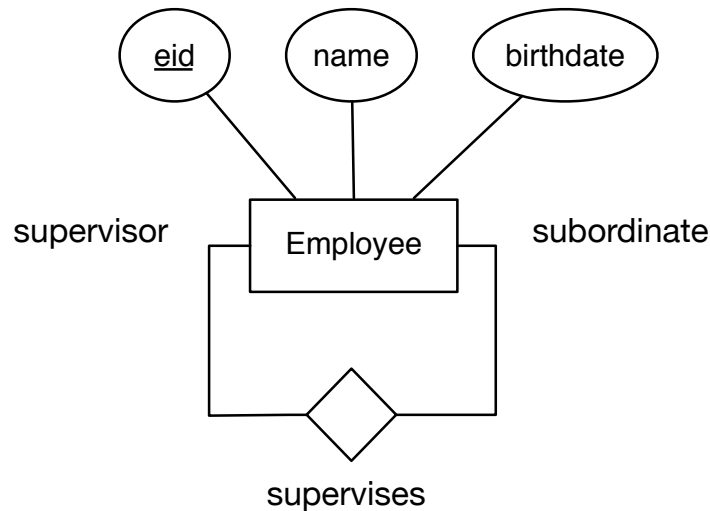 eid
name
birthdate
supervisor
Employee
subordinate
supervises